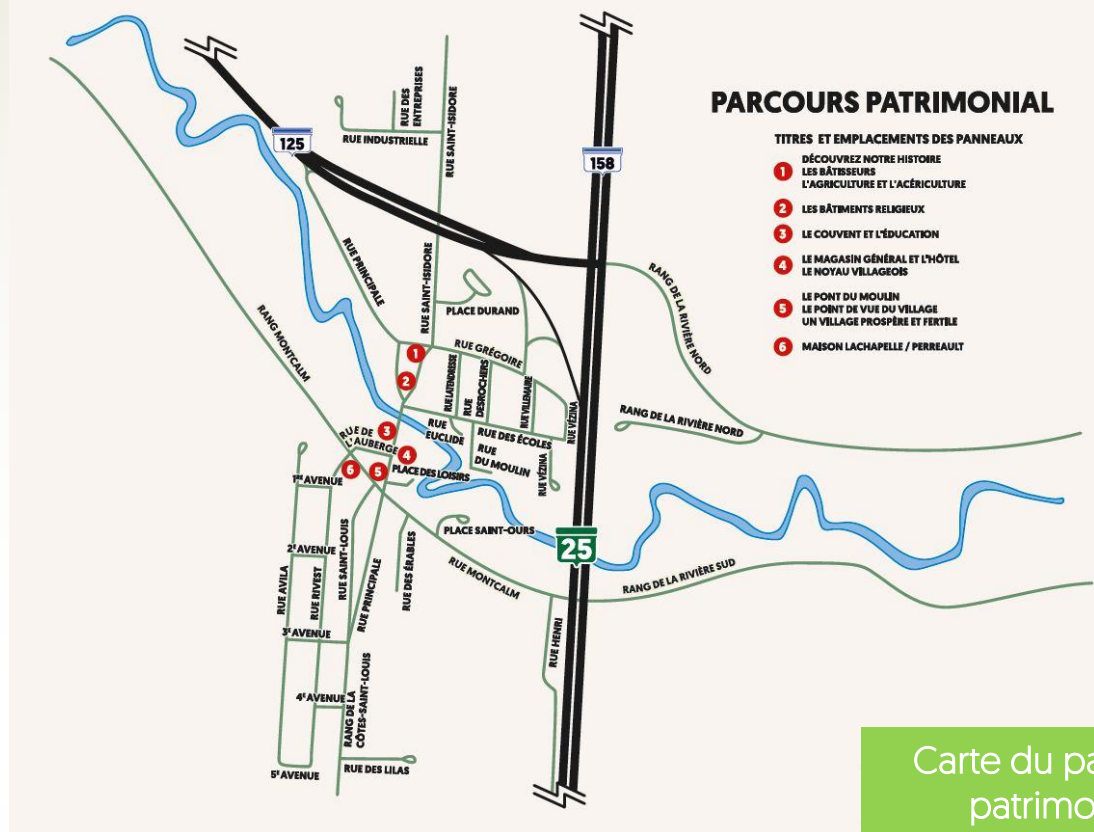 PARCOURS PATRIMONIAL
TITRES ET EMPLACEMENTS DES PANNEAUX
1 DÉCOUVREZ NOTRE HISTOIRE
LES BÂTISSEURS
L'AGRICULTURE ET L'ACÉRICULTURE
2 LES BÂTIMENTS RELIGIEUX
3 LE COUVENT ET L'ÉDUCATION
4 LE MAGASIN GÉNÉRAL ET L'HÔTEL
LE NOYAU VILLAGEOIS
5 LE PONT DU MOULIN
LE POINT DE VUE DU VILLAGE
UN VILLAGE PROSPÈRE ET FERTILE
6 MAISON LACHAPELLE / PERREAULT
125
158
25
RUE DES
ENTREPRISES
RUE INDUSTRIELLE
RUE SAINT-ISIDORE
RUE PRINCIPALE
RUE SAINT-ISIDORE
PLACE DURAND
RANG DE LA RIVIÈRE NORD
RANG MONTCALM
1
RUE GRÉGOIRE
2
RUE LATENDRESSE
RUE
DESROCHERS
RUE VILLEMAIRE
RUE VÉZINA
RANG DE LA RIVIÈRE NORD
3
RUE
EUCLIDE
RUE DES ÉCOLES
RUE DE
L'AUBERGE
4
RUE
DU MOULIN
RUE VÉZINA
6
5
PLACE DES LOISIRS
1RE AVENUE
PLACE SAINT-OURS
2E AVENUE
RUE SAINT-LOUIS
RUE DES ÉRABLES
RUE MONTCALM
RANG DE LA RIVIÈRE SUD
RUE AVILA
RUE RIVEST
RUE PRINCIPALE
3E AVENUE
RUE HENRI
4E AVENUE
RANG DE LA
CÔTES-SAINT-LOUIS
5E AVENUE
RUE DES LILAS
Carte du pa
patrimo